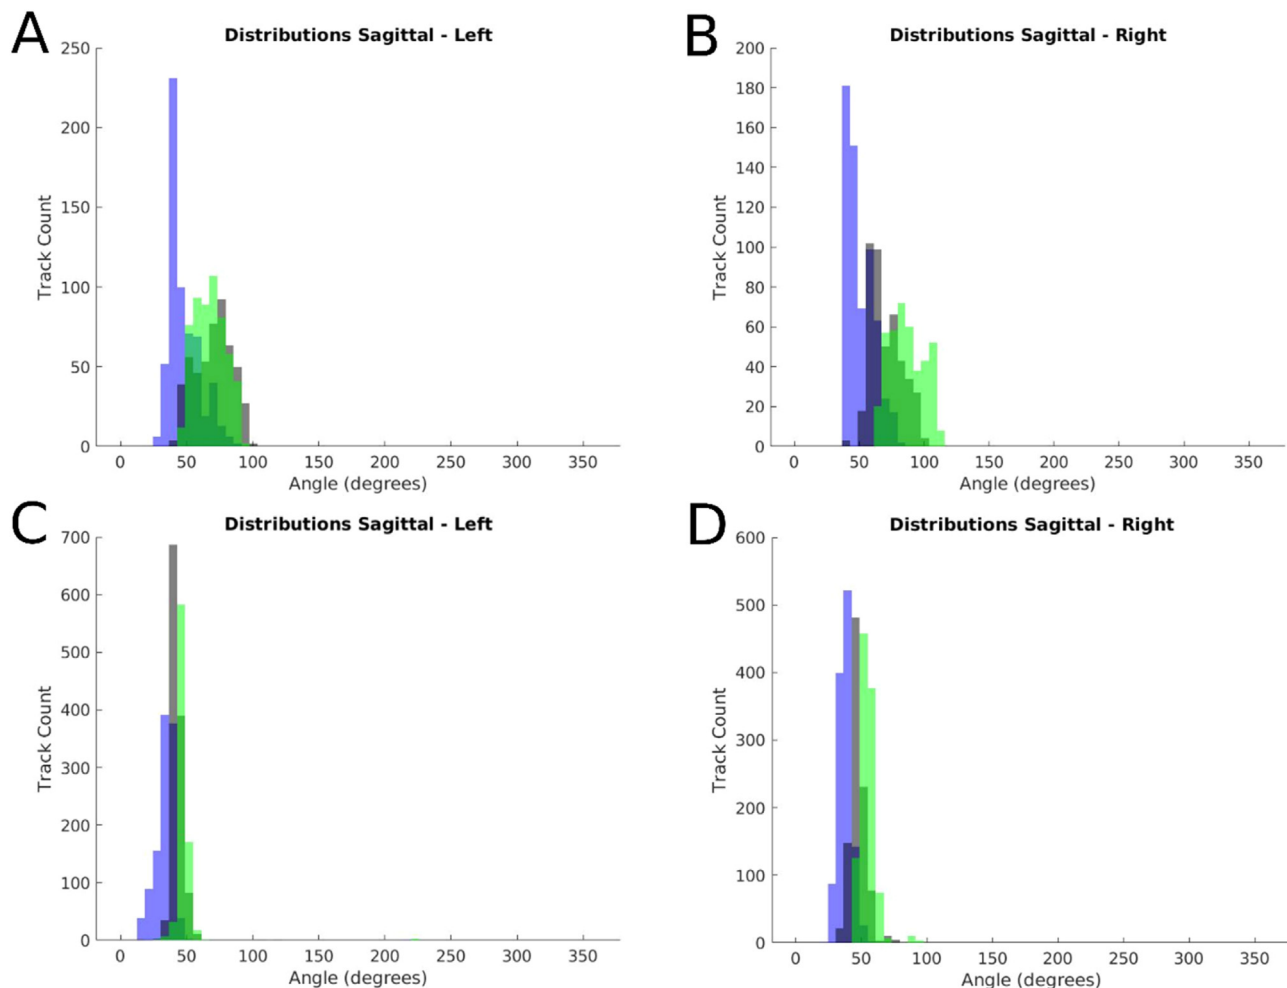 A
Distributions Sagittal - Left
250
200
150
100
50
0
Track Count
0 50 100 150 200 250 300 350
Angle (degrees)
B
Distributions Sagittal - Right
200
180
160
140
120
100
80
60
40
20
0
Track Count
0 50 100 150 200 250 300 350
Angle (degrees)
C
Distributions Sagittal - Left
700
600
500
400
300
200
100
0
Track Count
0 50 100 150 200 250 300 350
Angle (degrees)
D
Distributions Sagittal - Right
600
500
400
300
200
100
0
Track Count
0 50 100 150 200 250 300 350
Angle (degrees)